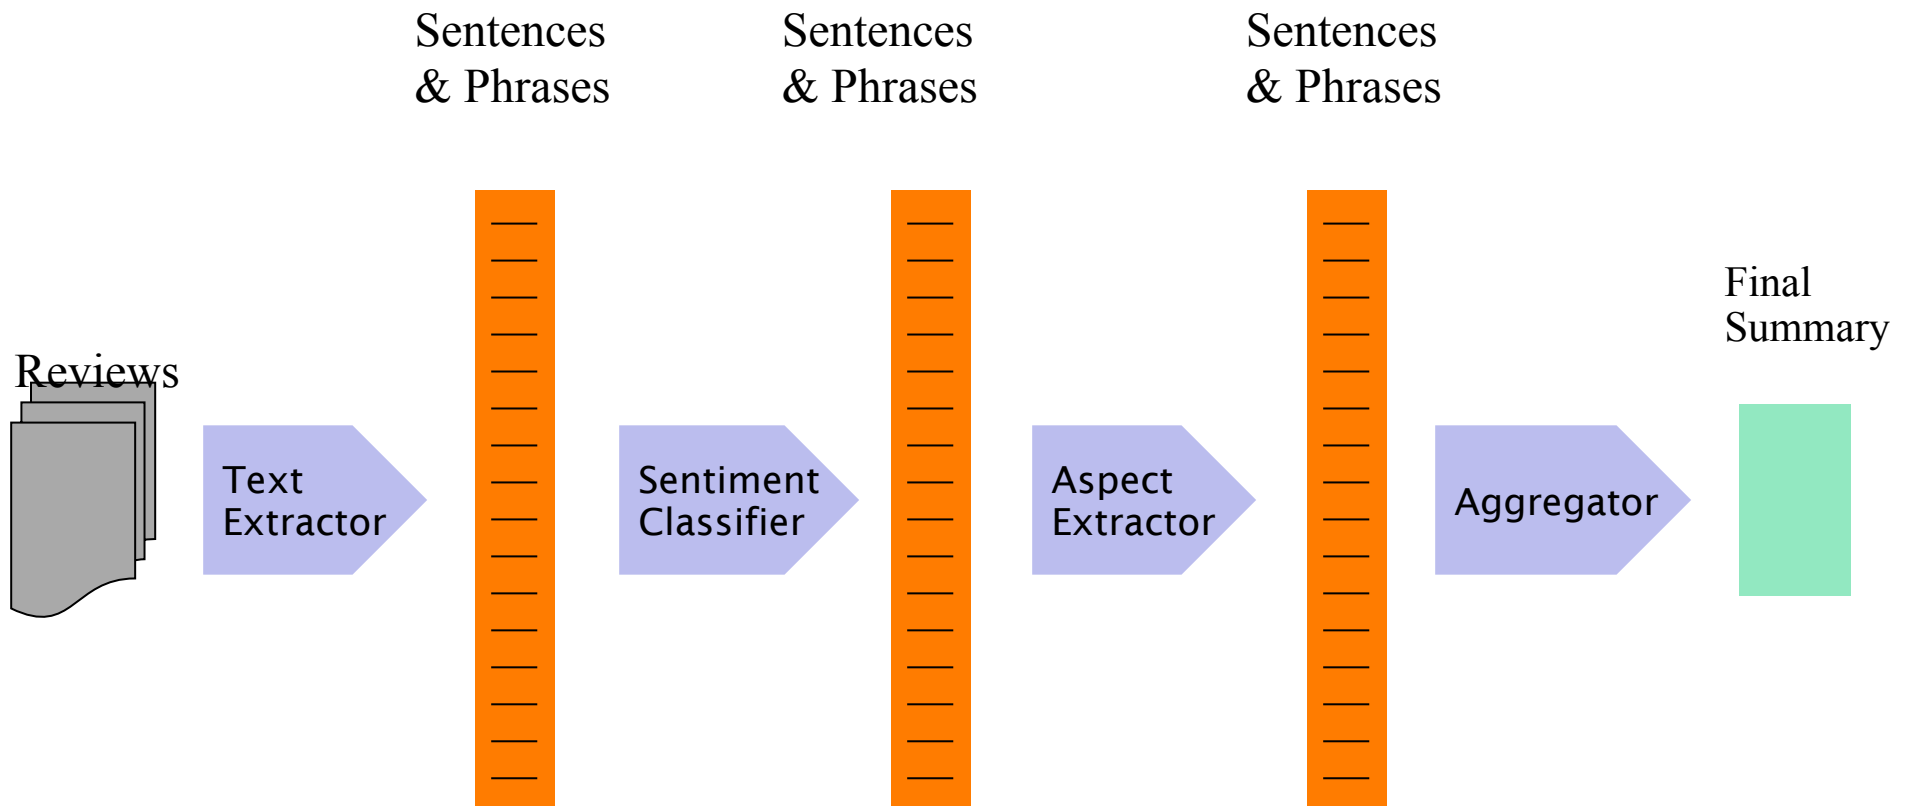 Sentences
& Phrases
Sentences
& Phrases
Sentences
& Phrases
Reviews
Text
Extractor
Sentiment
Classifier
Aspect
Extractor
Aggregator
Final
Summary